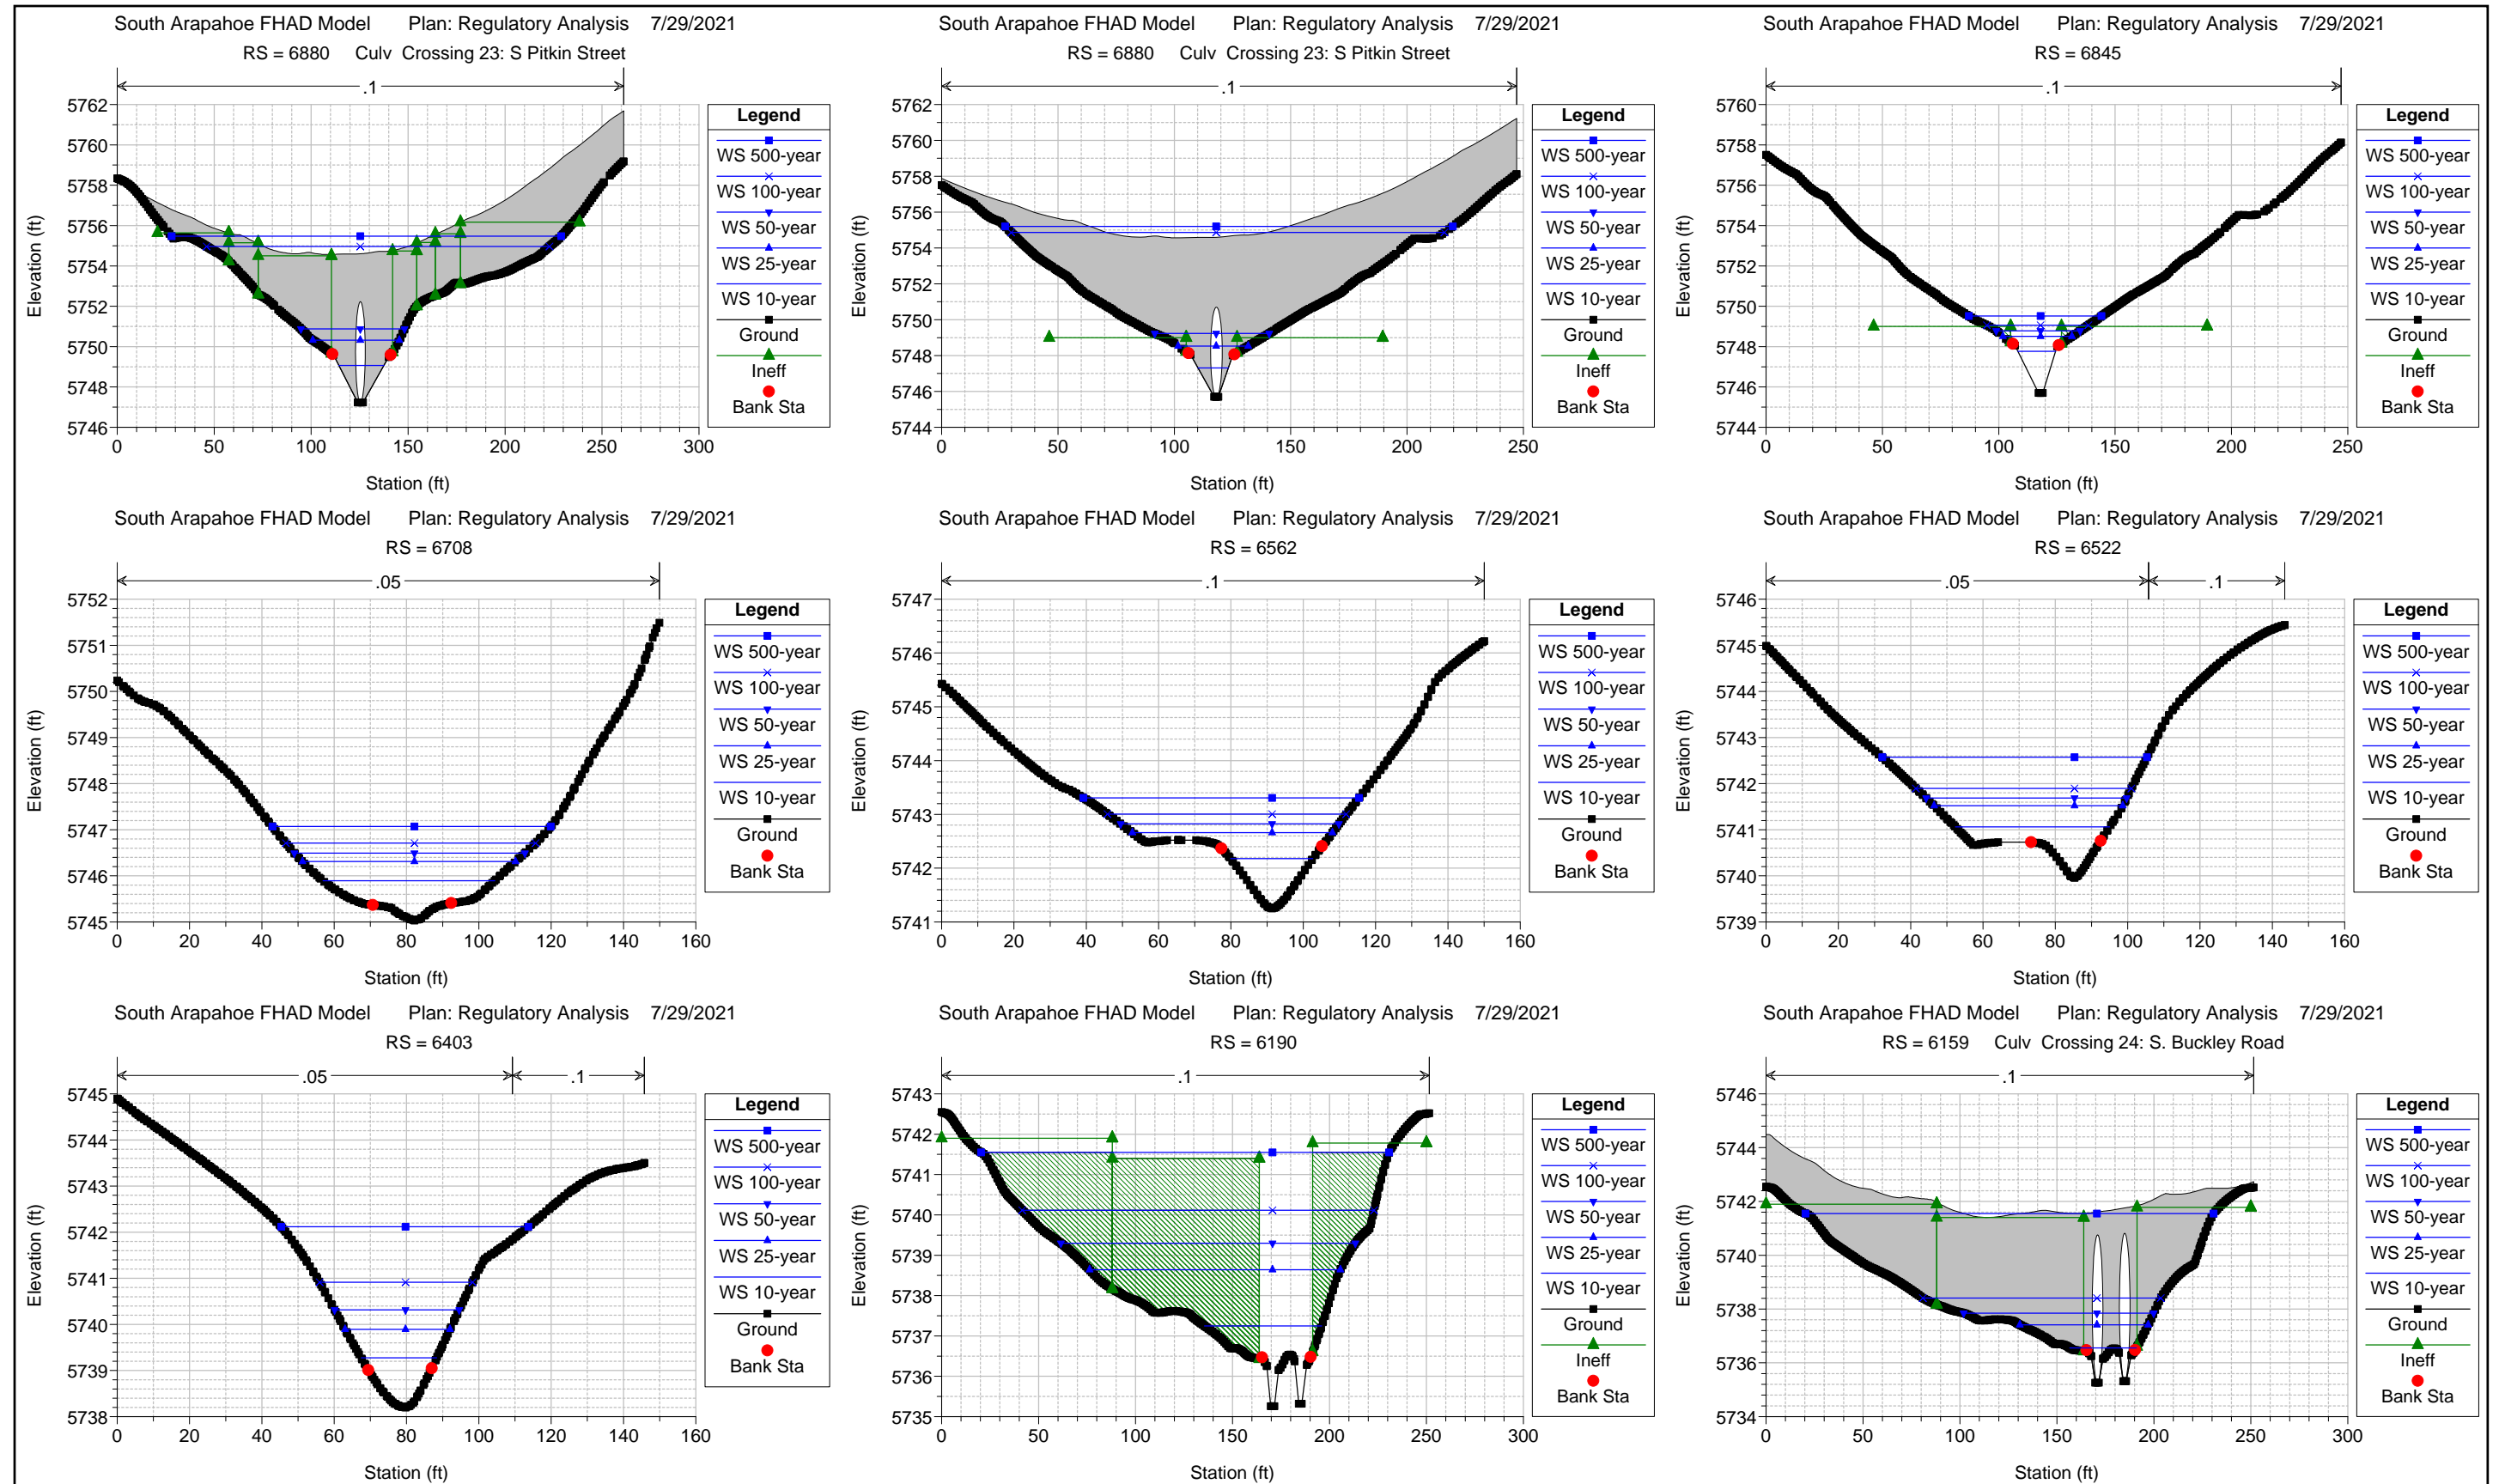 South Arapahoe FHAD Model Plan: Regulatory Analysis 7/29/2021
RS = 6880 Culv Crossing 23: S Pitkin Street
.1
5762
5760
5758
5756
5754
5752
5750
5748
5746
Elevation (ft)
0 50 100 150 200 250 300
Station (ft)
Legend
WS 500-year
WS 100-year
WS 50-year
WS 25-year
WS 10-year
Ground
Ineff
Bank Sta
South Arapahoe FHAD Model Plan: Regulatory Analysis 7/29/2021
RS = 6880 Culv Crossing 23: S Pitkin Street
.1
5762
5760
5758
5756
5754
5752
5750
5748
5746
5744
Elevation (ft)
0 50 100 150 200 250
Station (ft)
Legend
WS 500-year
WS 100-year
WS 50-year
WS 25-year
WS 10-year
Ground
Ineff
Bank Sta
South Arapahoe FHAD Model Plan: Regulatory Analysis 7/29/2021
RS = 6845
.1
5760
5758
5756
5754
5752
5750
5748
5746
5744
Elevation (ft)
0 50 100 150 200 250
Station (ft)
Legend
WS 500-year
WS 100-year
WS 50-year
WS 25-year
WS 10-year
Ground
Ineff
Bank Sta
South Arapahoe FHAD Model Plan: Regulatory Analysis 7/29/2021
RS = 6708
.05
5752
5751
5750
5749
5748
5747
5746
5745
Elevation (ft)
0 20 40 60 80 100 120 140 160
Station (ft)
Legend
WS 500-year
WS 100-year
WS 50-year
WS 25-year
WS 10-year
Ground
Bank Sta
South Arapahoe FHAD Model Plan: Regulatory Analysis 7/29/2021
RS = 6562
.1
5747
5746
5745
5744
5743
5742
5741
Elevation (ft)
0 20 40 60 80 100 120 140 160
Station (ft)
Legend
WS 500-year
WS 100-year
WS 50-year
WS 25-year
WS 10-year
Ground
Bank Sta
South Arapahoe FHAD Model Plan: Regulatory Analysis 7/29/2021
RS = 6522
.05 .1
5746
5745
5744
5743
5742
5741
5740
5739
Elevation (ft)
0 20 40 60 80 100 120 140 160
Station (ft)
Legend
WS 500-year
WS 100-year
WS 50-year
WS 25-year
WS 10-year
Ground
Bank Sta
South Arapahoe FHAD Model Plan: Regulatory Analysis 7/29/2021
RS = 6403
.05 .1
5745
5744
5743
5742
5741
5740
5739
5738
Elevation (ft)
0 20 40 60 80 100 120 140 160
Station (ft)
Legend
WS 500-year
WS 100-year
WS 50-year
WS 25-year
WS 10-year
Ground
Bank Sta
South Arapahoe FHAD Model Plan: Regulatory Analysis 7/29/2021
RS = 6190
.1
5743
5742
5741
5740
5739
5738
5737
5736
5735
Elevation (ft)
0 50 100 150 200 250 300
Station (ft)
Legend
WS 500-year
WS 100-year
WS 50-year
WS 25-year
WS 10-year
Ground
Ineff
Bank Sta
South Arapahoe FHAD Model Plan: Regulatory Analysis 7/29/2021
RS = 6159 Culv Crossing 24: S. Buckley Road
.1
5746
5744
5742
5740
5738
5736
5734
Elevation (ft)
0 50 100 150 200 250 300
Station (ft)
Legend
WS 500-year
WS 100-year
WS 50-year
WS 25-year
WS 10-year
Ground
Ineff
Bank Sta